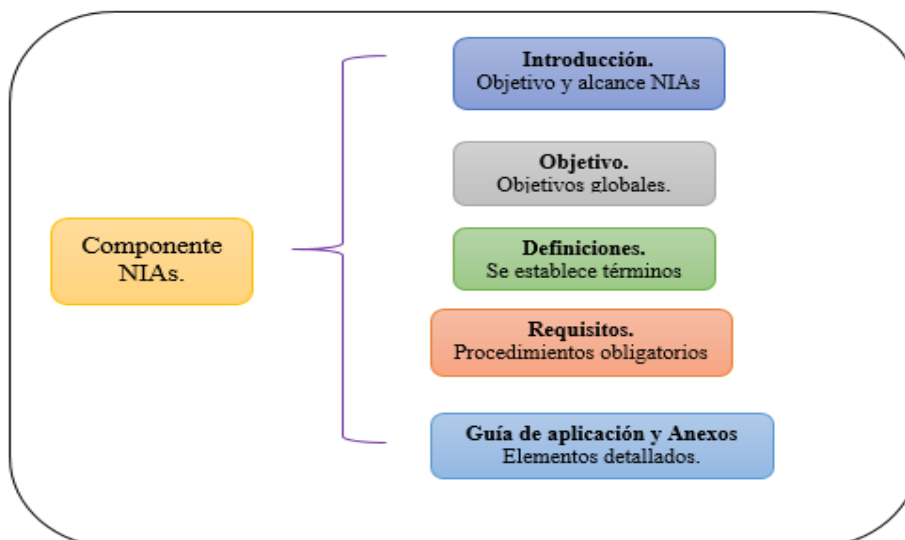 Introducción.
Objetivo y alcance NIAs
Objetivo.
Objetivos globales.
Componente
NIAs.
Definiciones.
Se establece términos
Requisitos.
Procedimientos obligatorios
Guía de aplicación y Anexos
Elementos detallados.